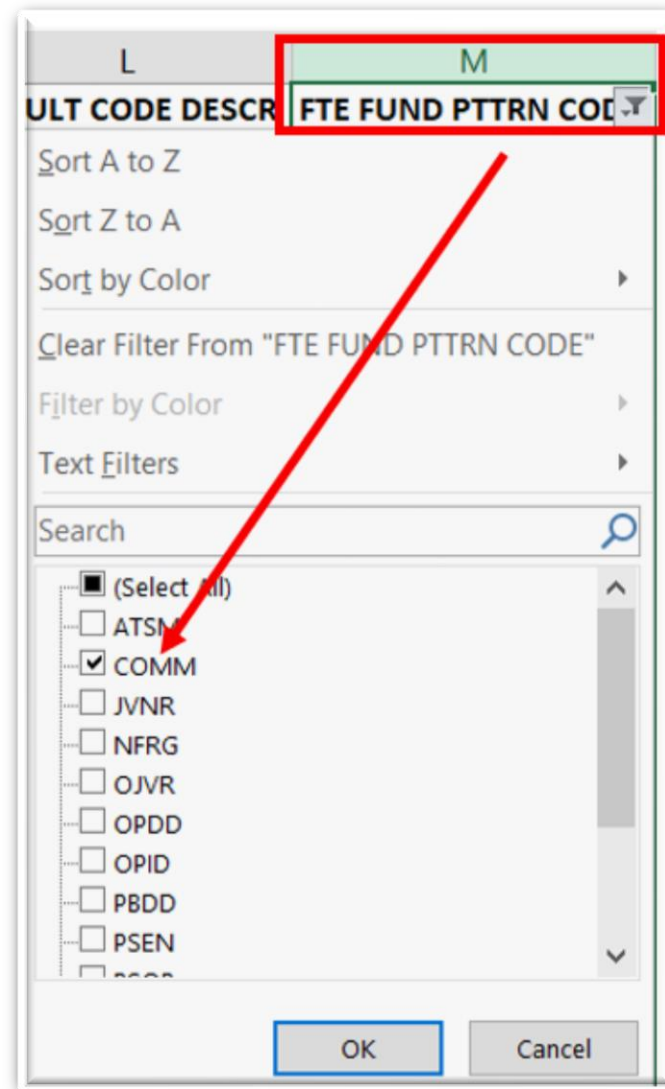 L M
ULT CODE DESCR FTE FUND PTTRN COD
Sort A to Z
Sort Z to A
Sort by Color
Clear Filter From "FTE FUND PTTRN CODE"
Filter by Color
Text Filters
Search
(Select All)
ATSM
COMM
JVNR
NFRG
OJVR
OPDD
OPID
PBDD
PSEN
OK Cancel